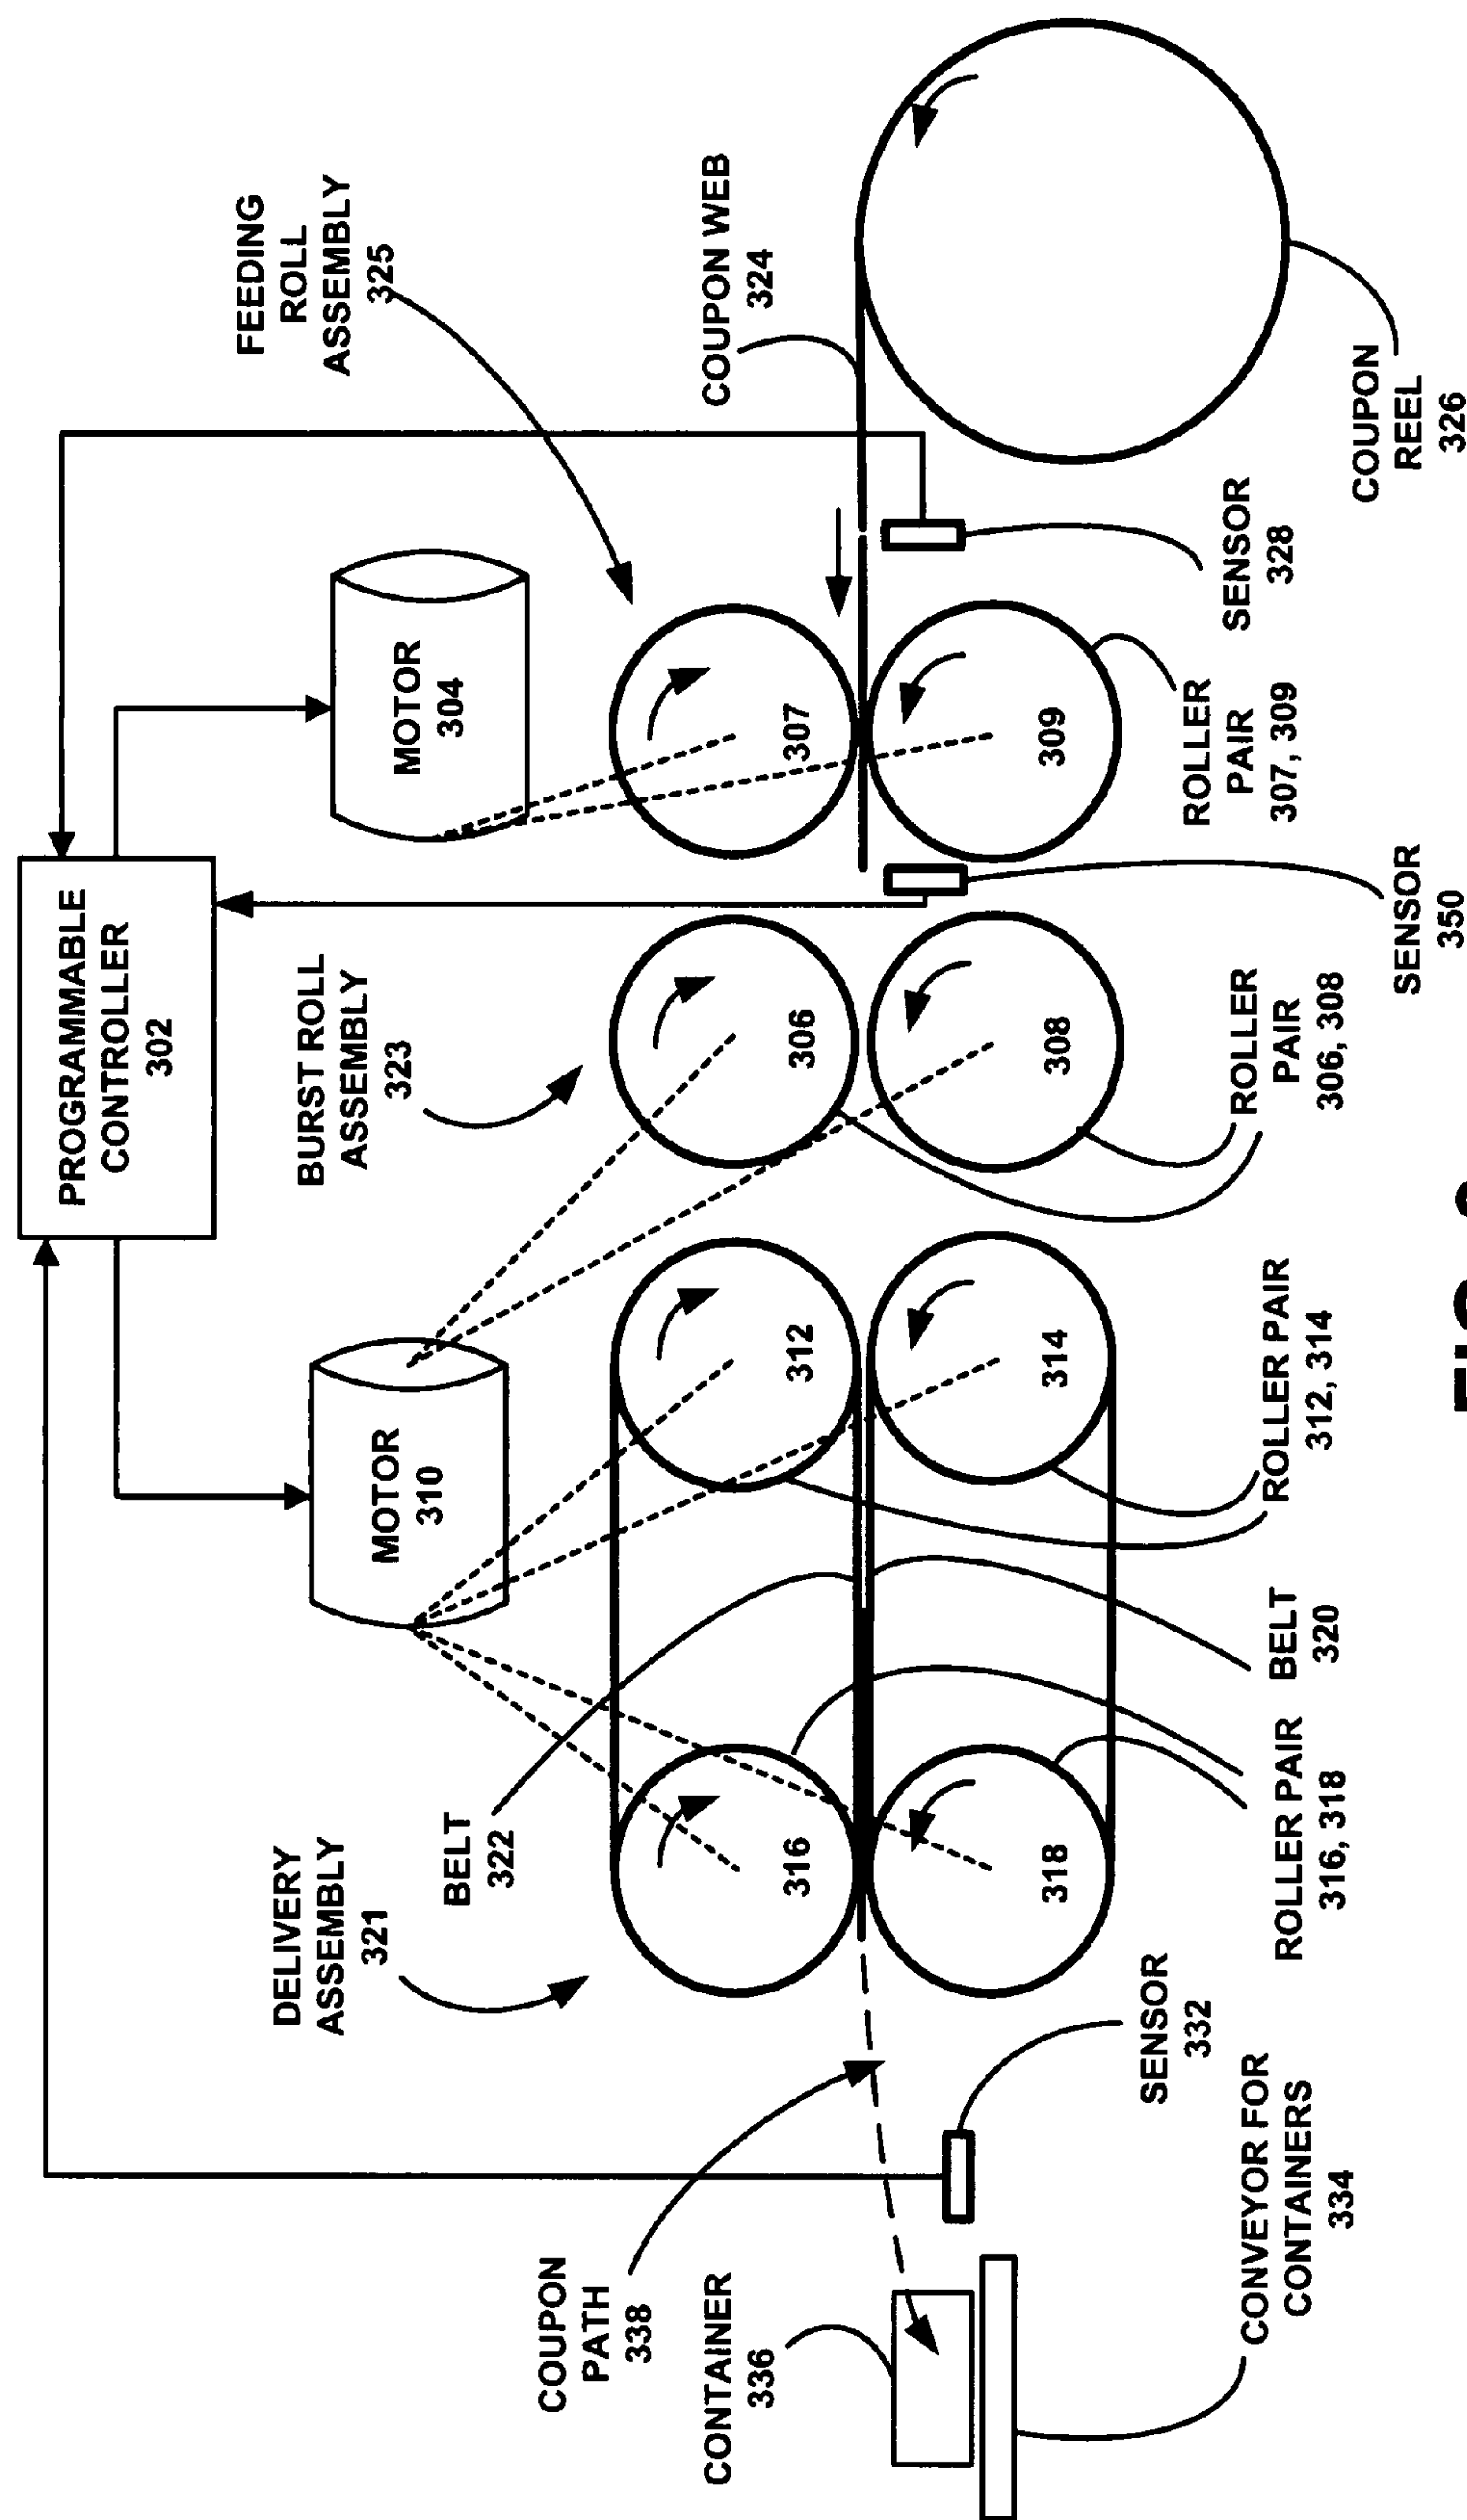 PROGRAMMABLE
CONTROLLER
302
FEEDING
ROLL
ASSEMBLY
325
BURST ROLL
ASSEMBLY
323
DELIVERY
ASSEMBLY
321
MOTOR
304
MOTOR
310
BELT
322
COUPON WEB
324
COUPON
PATH
338
CONTAINER
336
316
312
306
307
318
314
308
309
SENSOR
332
CONVEYOR FOR
CONTAINERS
334
ROLLER PAIR
316, 318
BELT
320
ROLLER PAIR
312, 314
ROLLER
PAIR
306, 308
SENSOR
350
ROLLER
PAIR
307, 309
SENSOR
328
COUPON
REEL
326